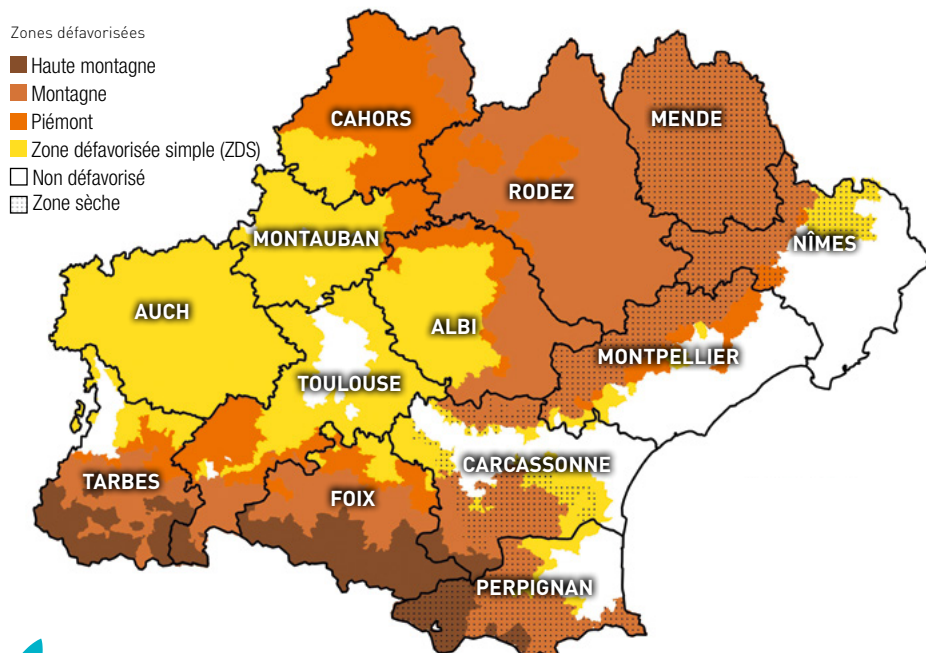 Zones défavorisées
Haute montagne
Montagne
Piémont
Zone défavorisée simple (ZDS)
Non défavorisé
Zone sèche
CAHORS
MENDE
RODEZ
MONTAUBAN
NÎMES
AUCH
ALBI
MONTPELLIER
TOULOUSE
CARCASSONNE
TARBES
FOIX
PERPIGNAN